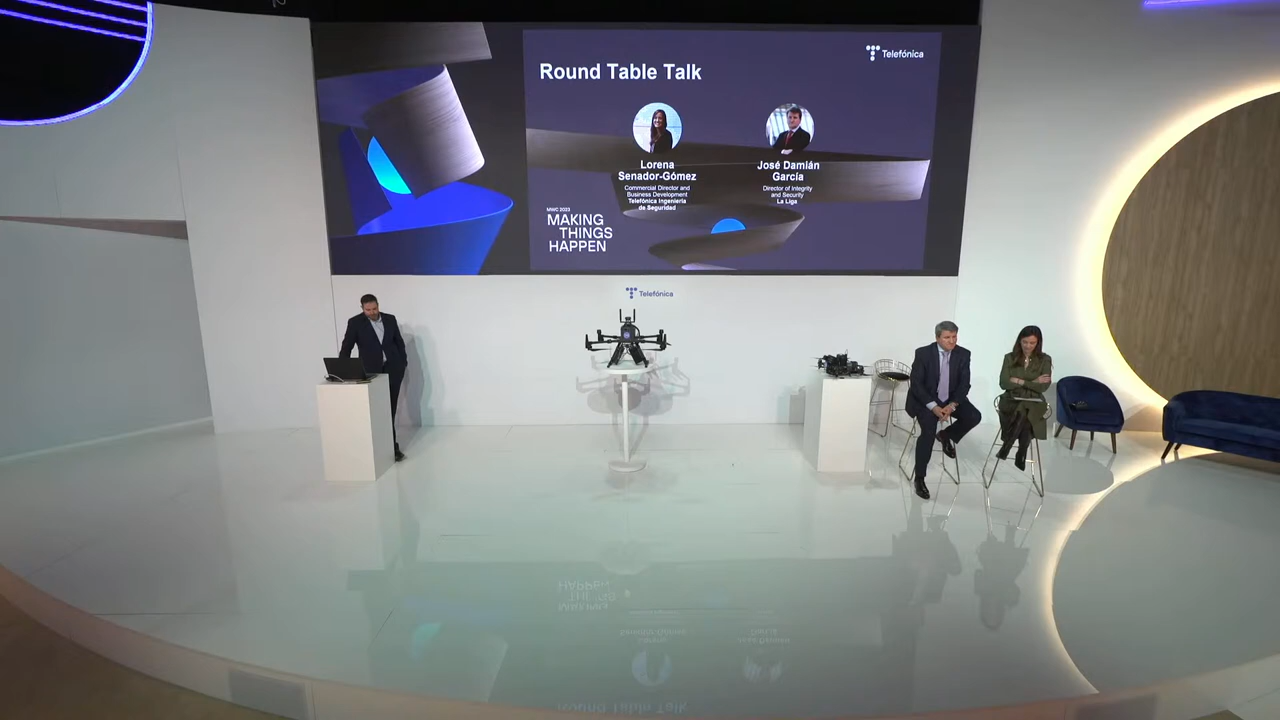 Telefónica
Round Table Talk
Lorena
Senador-Gómez
Commercial Director and
Business Development
Telefónica Ingeniería
de Seguridad
José Damián
García
Director of Integrity
and Security
La Liga
MWC 2023
MAKING
THINGS
HAPPEN
Telefónica